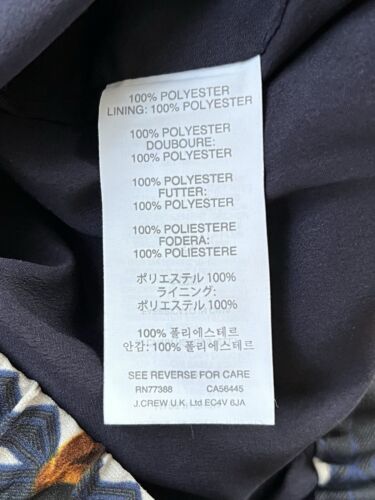 100% POLYESTER
LINING: 100% POLYESTER
100% POLYESTER
DOUBOURE:
100% POLYESTER
100% POLYESTER
FUTTER:
100% POLYESTER
100% POLIESTERE
FODERA:
100% POLIESTERE
ポリエステル 100%
ライニング:
ポリエステル 100%
100% 폴리에스테르
안감: 100% 폴리에스테르
SEE REVERSE FOR CARE
RN77388 CA56445
J.CREW U.K. Ltd EC4V 6JA